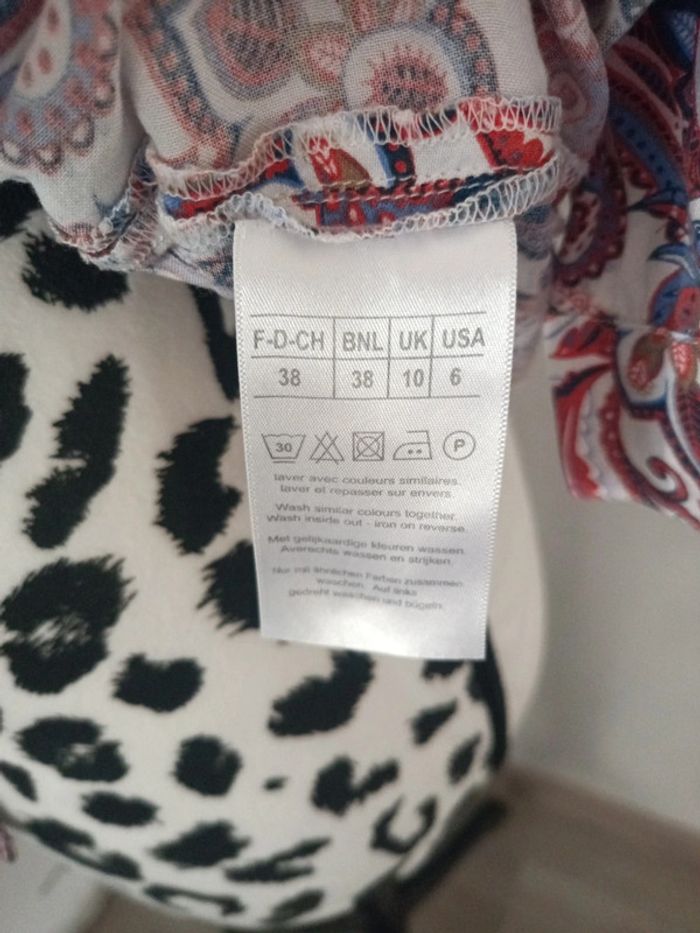 F-D-CH BNL UK USA
38 38 10 6
30 P
laver avec couleurs similaires.
laver et repasser sur envers.
Wash similar colours together.
Wash inside out - iron on reverse.
Met gelijkaardige kleuren wassen.
Averechts wassen en strijken.
Nur mit ähnlichen Farben zusammen
waschen. Auf links
gedreht waschen und bügeln.